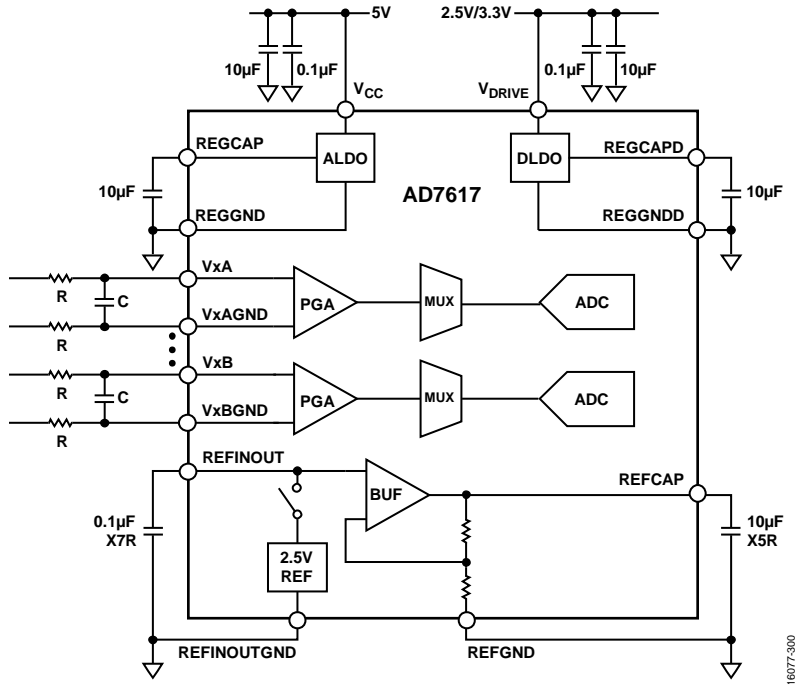 5V
2.5V/3.3V
10µF
0.1µF
0.1µF
10µF
VCC
VDRIVE
REGCAP
ALDO
DLDO
REGCAPD
10µF
AD7617
10µF
REGGND
REGGNDD
VxA
R
C
PGA
MUX
ADC
VxAGND
R
VxB
R
C
PGA
MUX
ADC
VxBGND
R
REFINOUT
REFCAP
BUF
0.1µF
X7R
10µF
X5R
2.5V
REF
REFINOUTGND
REFGND
16077-300